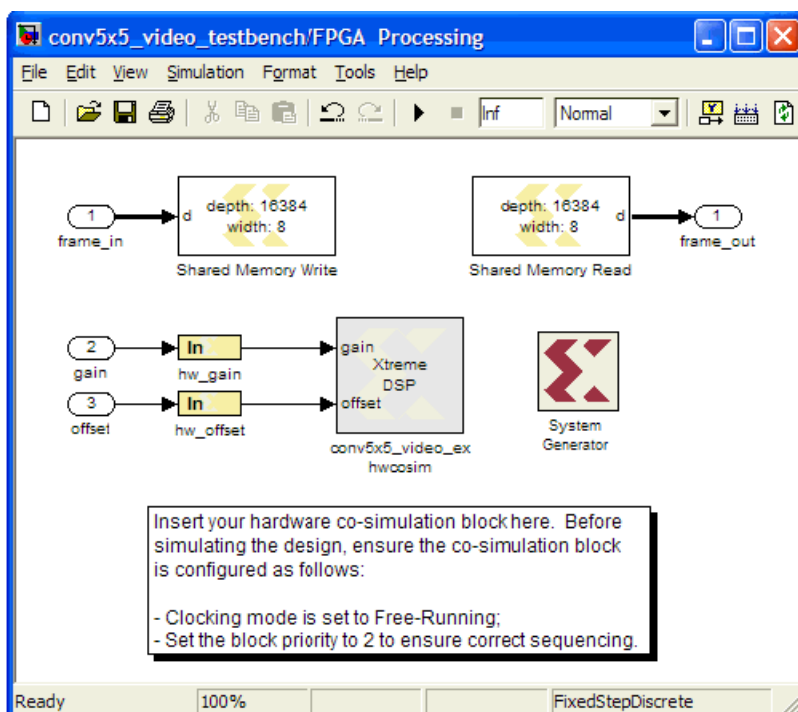 conv5x5_video_testbench/FPGA Processing
File Edit View Simulation Format Tools Help
Inf Normal
1
frame_in
d
depth: 16384
width: 8
Shared Memory Write
depth: 16384
width: 8
d
Shared Memory Read
1
frame_out
2
gain
In
hw_gain
3
offset
In
hw_offset
gain
Xtreme
DSP
offset
conv5x5_video_ex
hwcosim
System
Generator
Insert your hardware co-simulation block here. Before
simulating the design, ensure the co-simulation block
is configured as follows:
- Clocking mode is set to Free-Running;
- Set the block priority to 2 to ensure correct sequencing.
Ready 100% FixedStepDiscrete